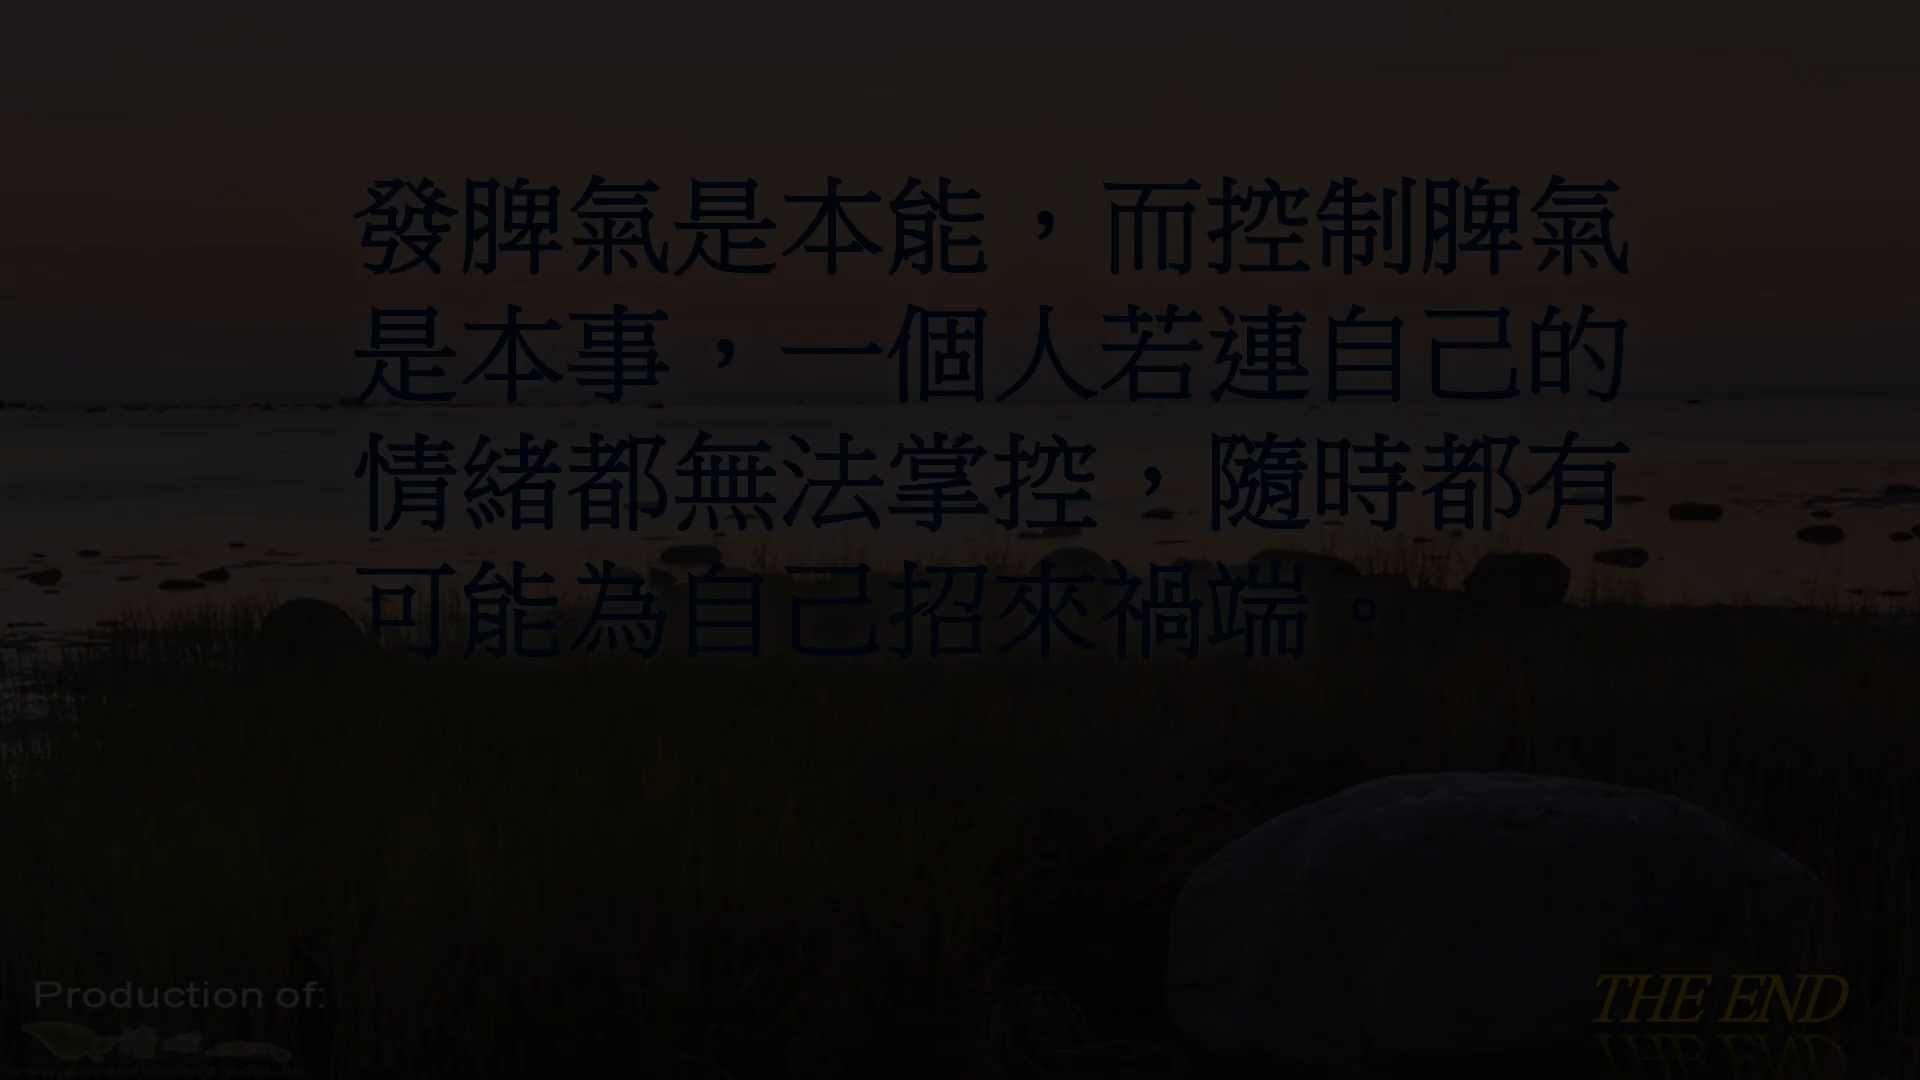 發脾氣是本能，而控制脾氣
是本事，一個人若連自己的
情緒都無法掌控，隨時都有
可能為自己招來禍端。
Production of:
THE END